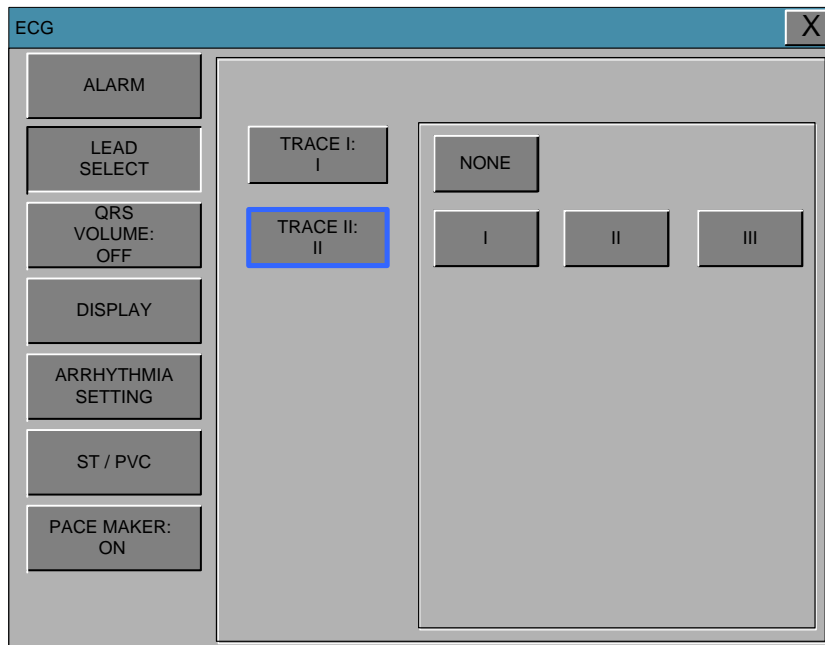 ECG
X
ALARM
LEAD
SELECT
QRS
VOLUME:
OFF
DISPLAY
ARRHYTHMIA
SETTING
ST / PVC
PACE MAKER:
ON
TRACE I:
I
TRACE II:
II
NONE
I
II
III